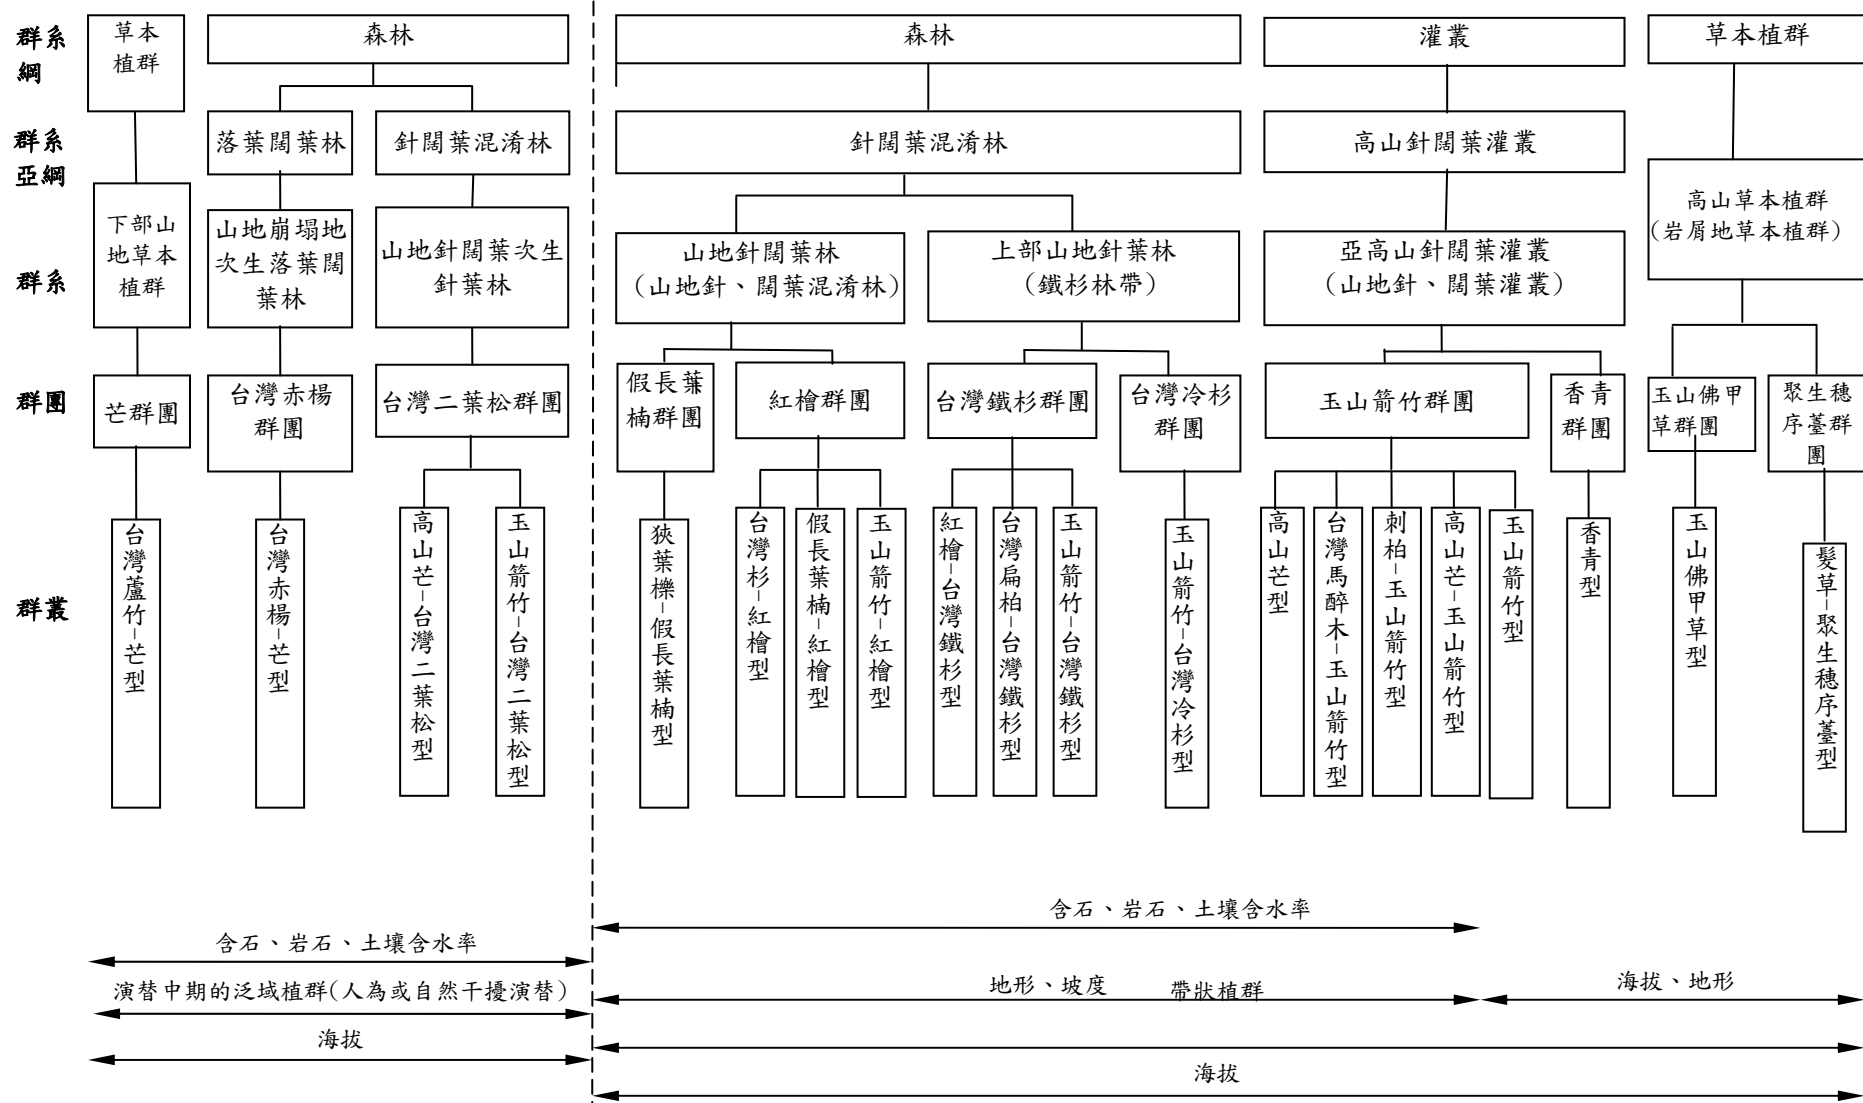 群系
綱
草本
植群
森林
森林
灌叢
草本植群
群系
亞綱
落葉闊葉林
針闊葉混淆林
針闊葉混淆林
高山針闊葉灌叢
高山草本植群
(岩屑地草本植群)
群系
下部山
地草本
植群
山地崩塌地
次生落葉闊
葉林
山地針闊葉次生
針葉林
山地針闊葉林
(山地針、闊葉混淆林)
上部山地針葉林
(鐵杉林帶)
亞高山針闊葉灌叢
(山地針、闊葉灌叢)
群團
芒群團
台灣赤楊
群團
台灣二葉松群團
假長葉
楠群團
紅檜群團
台灣鐵杉群團
台灣冷杉
群團
玉山箭竹群團
香青
群團
玉山佛甲
草群團
聚生穗
序薹群
團
群叢
台灣蘆竹-芒型
台灣赤楊-芒型
高山芒-台灣二葉松型
玉山箭竹-台灣二葉松型
狹葉櫟-假長葉楠型
台灣杉-紅檜型
假長葉楠-紅檜型
玉山箭竹-紅檜型
紅檜-台灣鐵杉型
台灣扁柏-台灣鐵杉型
玉山箭竹-台灣鐵杉型
玉山箭竹-台灣冷杉型
高山芒型
台灣馬醉木-玉山箭竹型
刺柏-玉山箭竹型
高山芒-玉山箭竹型
玉山箭竹型
香青型
玉山佛甲草型
髮草-聚生穗序薹型
含石、岩石、土壤含水率
含石、岩石、土壤含水率
演替中期的泛域植群(人為或自然干擾演替)
地形、坡度
帶狀植群
海拔、地形
海拔
海拔